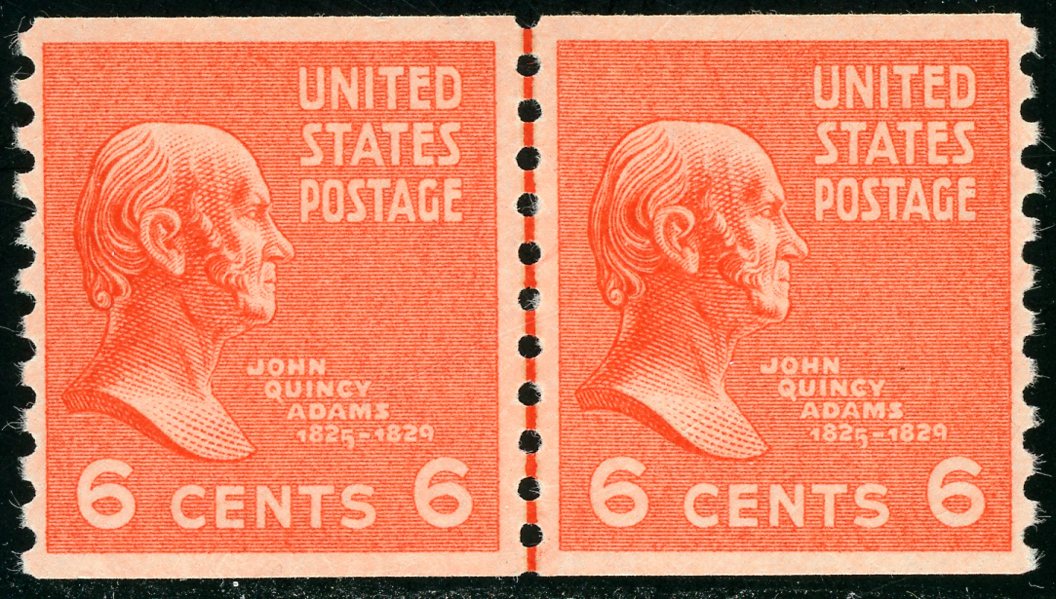 UNITED
STATES
POSTAGE
JOHN
QUINCY
ADAMS
1825-1829
6 CENTS 6
UNITED
STATES
POSTAGE
JOHN
QUINCY
ADAMS
1825-1829
6 CENTS 6